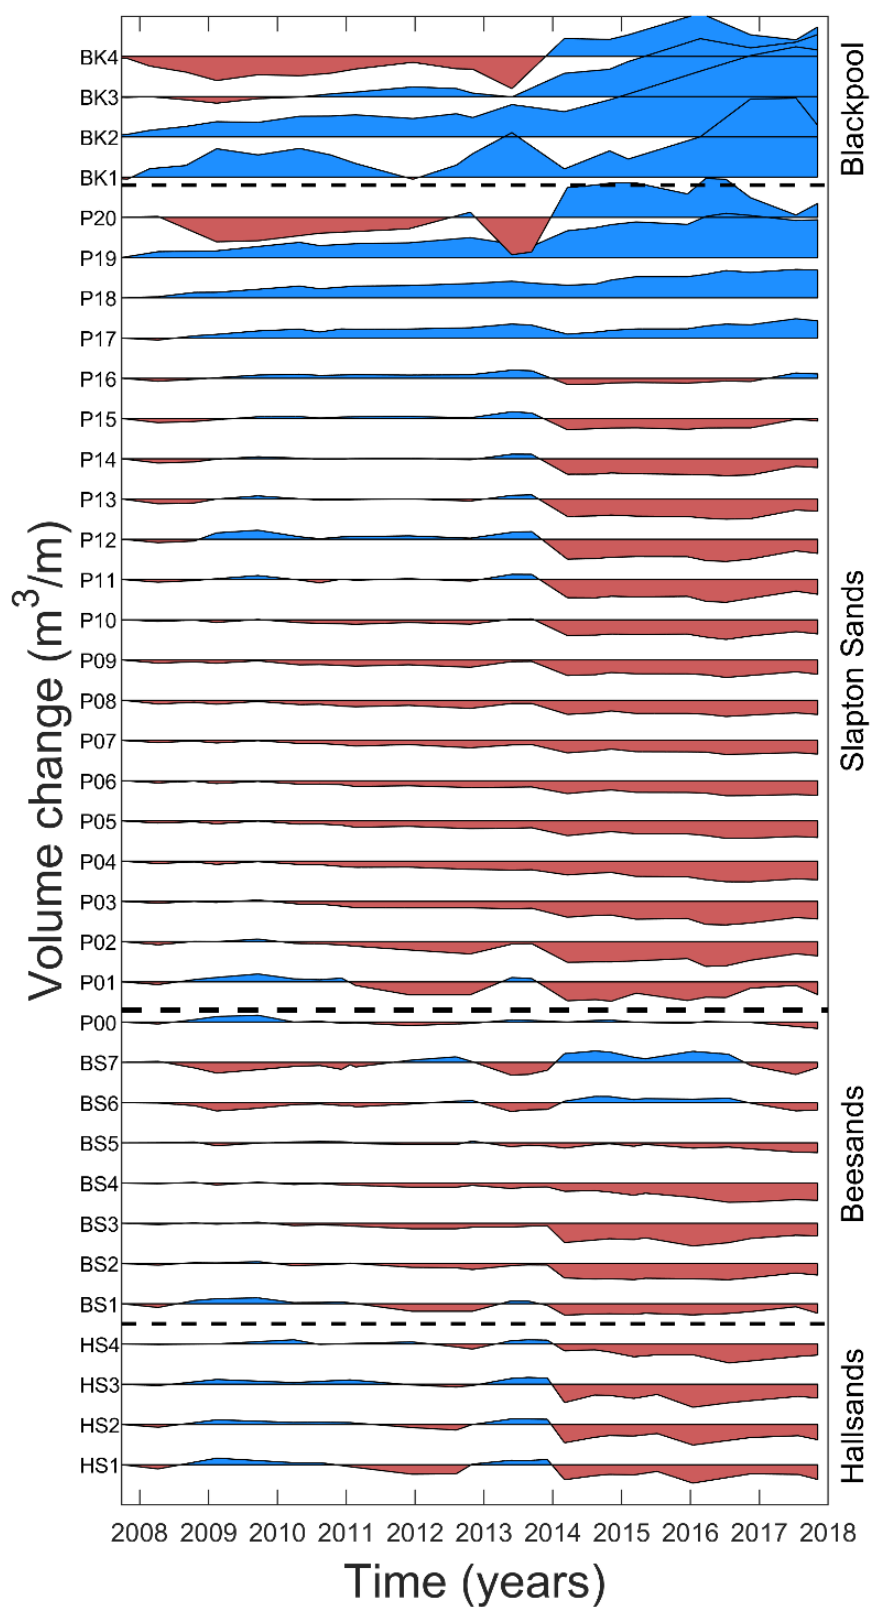 Volume change (m³/m)
BK4
BK3
BK2
BK1
P20
P19
P18
P17
P16
P15
P14
P13
P12
P11
P10
P09
P08
P07
P06
P05
P04
P03
P02
P01
P00
BS7
BS6
BS5
BS4
BS3
BS2
BS1
HS4
HS3
HS2
HS1
Blackpool
Slapton Sands
Beesands
Hallsands
2008 2009 2010 2011 2012 2013 2014 2015 2016 2017 2018
Time (years)